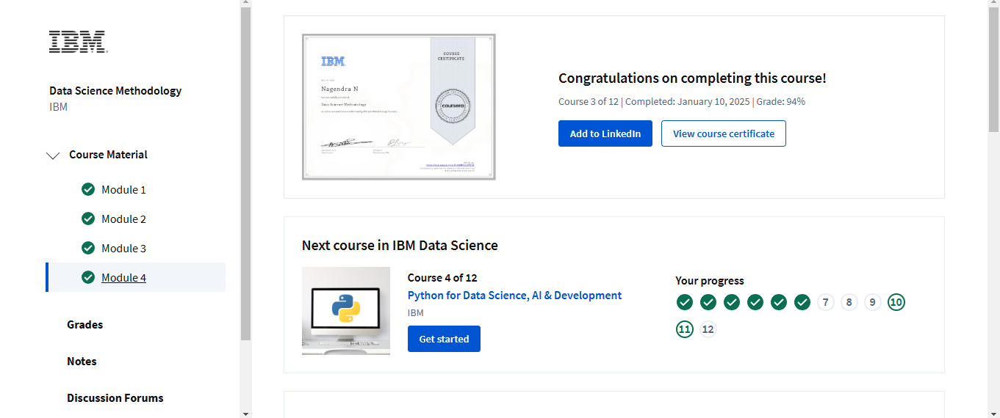 IBM
Data Science Methodology
IBM
Course Material
Module 1
Module 2
Module 3
Module 4
Grades
Notes
Discussion Forums
COURSE
CERTIFICATE
IBM
Nagendra N
Data Science Methodology
coursera
Congratulations on completing this course!
Course 3 of 12 | Completed: January 10, 2025 | Grade: 94%
Add to LinkedIn
View course certificate
Next course in IBM Data Science
Course 4 of 12
Python for Data Science, AI & Development
IBM
Get started
Your progress
7 8 9 10
11 12